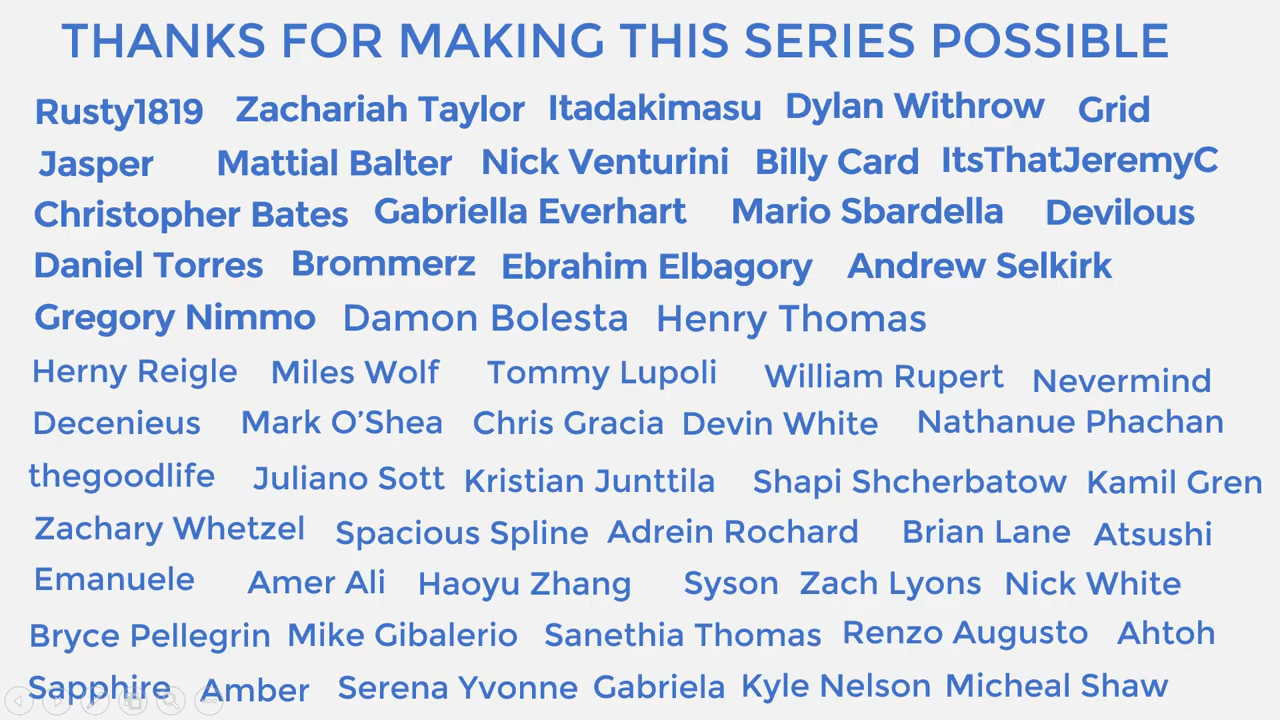 THANKS FOR MAKING THIS SERIES POSSIBLE
Rusty1819 Zachariah Taylor Itadakimasu Dylan Withrow Grid
Jasper Mattial Balter Nick Venturini Billy Card ItsThatJeremyC
Christopher Bates Gabriella Everhart Mario Sbardella Devilous
Daniel Torres Brommerz Ebrahim Elbagory Andrew Selkirk
Gregory Nimmo Damon Bolesta Henry Thomas
Herny Reigle Miles Wolf Tommy Lupoli William Rupert Nevermind
Decenieus Mark O’Shea Chris Gracia Devin White Nathanue Phachan
thegoodlife Juliano Sott Kristian Junttila Shapi Shcherbatow Kamil Gren
Zachary Whetzel Spacious Spline Adrein Rochard Brian Lane Atsushi
Emanuele Amer Ali Haoyu Zhang Syson Zach Lyons Nick White
Bryce Pellegrin Mike Gibalerio Sanethia Thomas Renzo Augusto Ahtoh
Sapphire Amber Serena Yvonne Gabriela Kyle Nelson Micheal Shaw